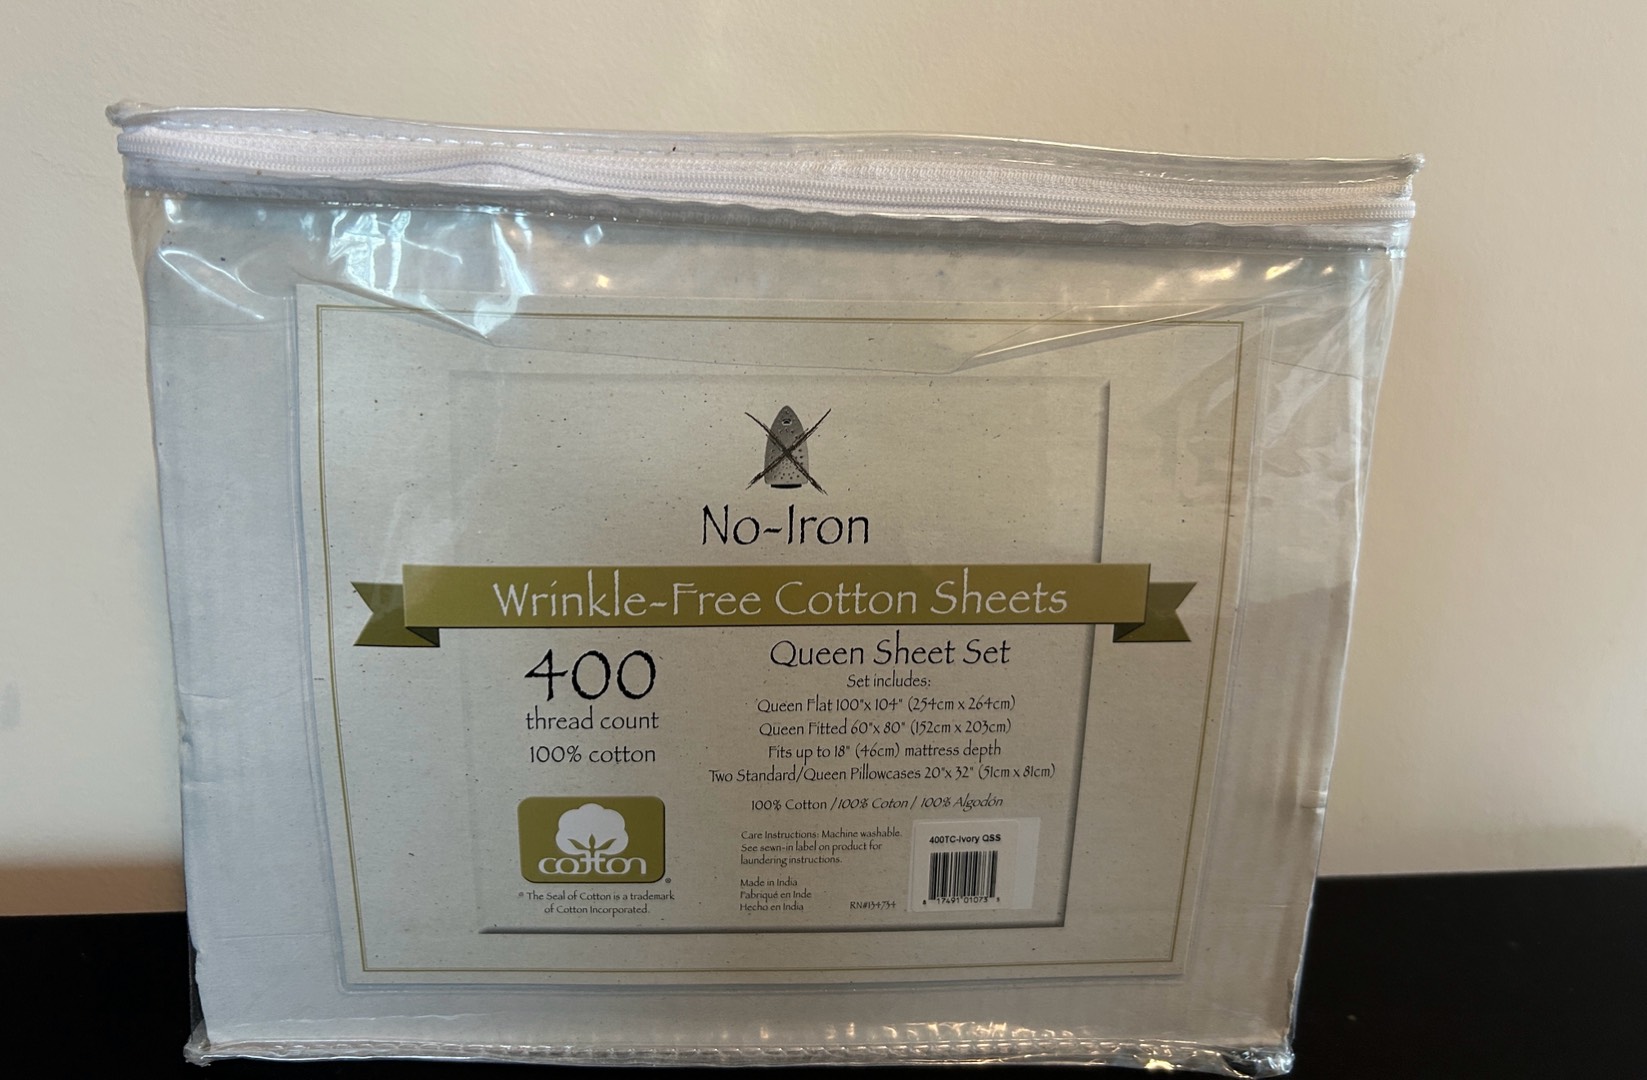 No-Iron
Wrinkle-Free Cotton Sheets
400
thread count
100% cotton
cotton
®
® The Seal of Cotton is a trademark
of Cotton Incorporated.
Queen Sheet Set
Set includes:
Queen Flat 100"x 104" (254cm x 264cm)
Queen Fitted 60"x 80" (152cm x 203cm)
Fits up to 18" (46cm) mattress depth
Two Standard/Queen Pillowcases 20"x 32" (51cm x 81cm)
100% Cotton / 100% Coton / 100% Algodón
Care Instructions: Machine washable.
See sewn-in label on product for
laundering instructions.
Made in India
Fabriqué en Inde
Hecho en India
RN#134734
400TC-Ivory QSS
17491 01073